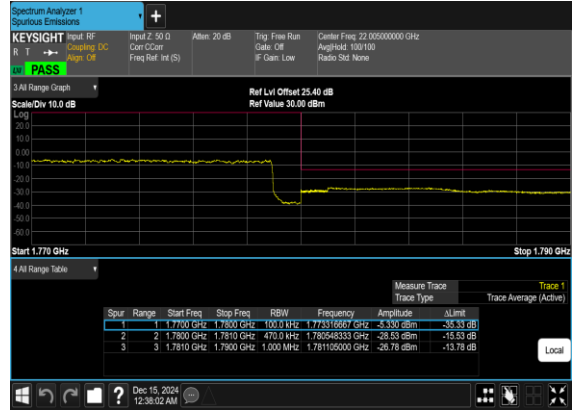 Spectrum Analyzer 1
Spurious Emissions
KEYSIGHT Input: RF Input Z: 50 Ω Atten: 20 dB Trig: Free Run Center Freq: 22.005000000 GHz
R T Coupling: DC Corr CCorr Gate: Off Avg|Hold: 100/100
Align: Off Freq Ref: Int (S) IF Gain: Low Radio Std: None
PASS
3 All Range Graph
Ref Lvl Offset 25.40 dB
Scale/Div 10.0 dB Ref Value 30.00 dBm
Log
20.0
10.0
0.00
-10.0
-20.0
-30.0
-40.0
-50.0
-60.0
Start 1.770 GHz Stop 1.790 GHz
4 All Range Table
Measure Trace Trace 1
Trace Type Trace Average (Active)
Spur Range Start Freq Stop Freq RBW Frequency Amplitude ΔLimit
1 1 1.7700 GHz 1.7800 GHz 100.0 kHz 1.773316667 GHz -5.330 dBm -35.33 dB
2 2 1.7800 GHz 1.7810 GHz 470.0 kHz 1.780548333 GHz -28.53 dBm -15.53 dB
3 3 1.7810 GHz 1.7900 GHz 1.000 MHz 1.781105000 GHz -26.78 dBm -13.78 dB
Local
Dec 15, 2024
12:38:02 AM